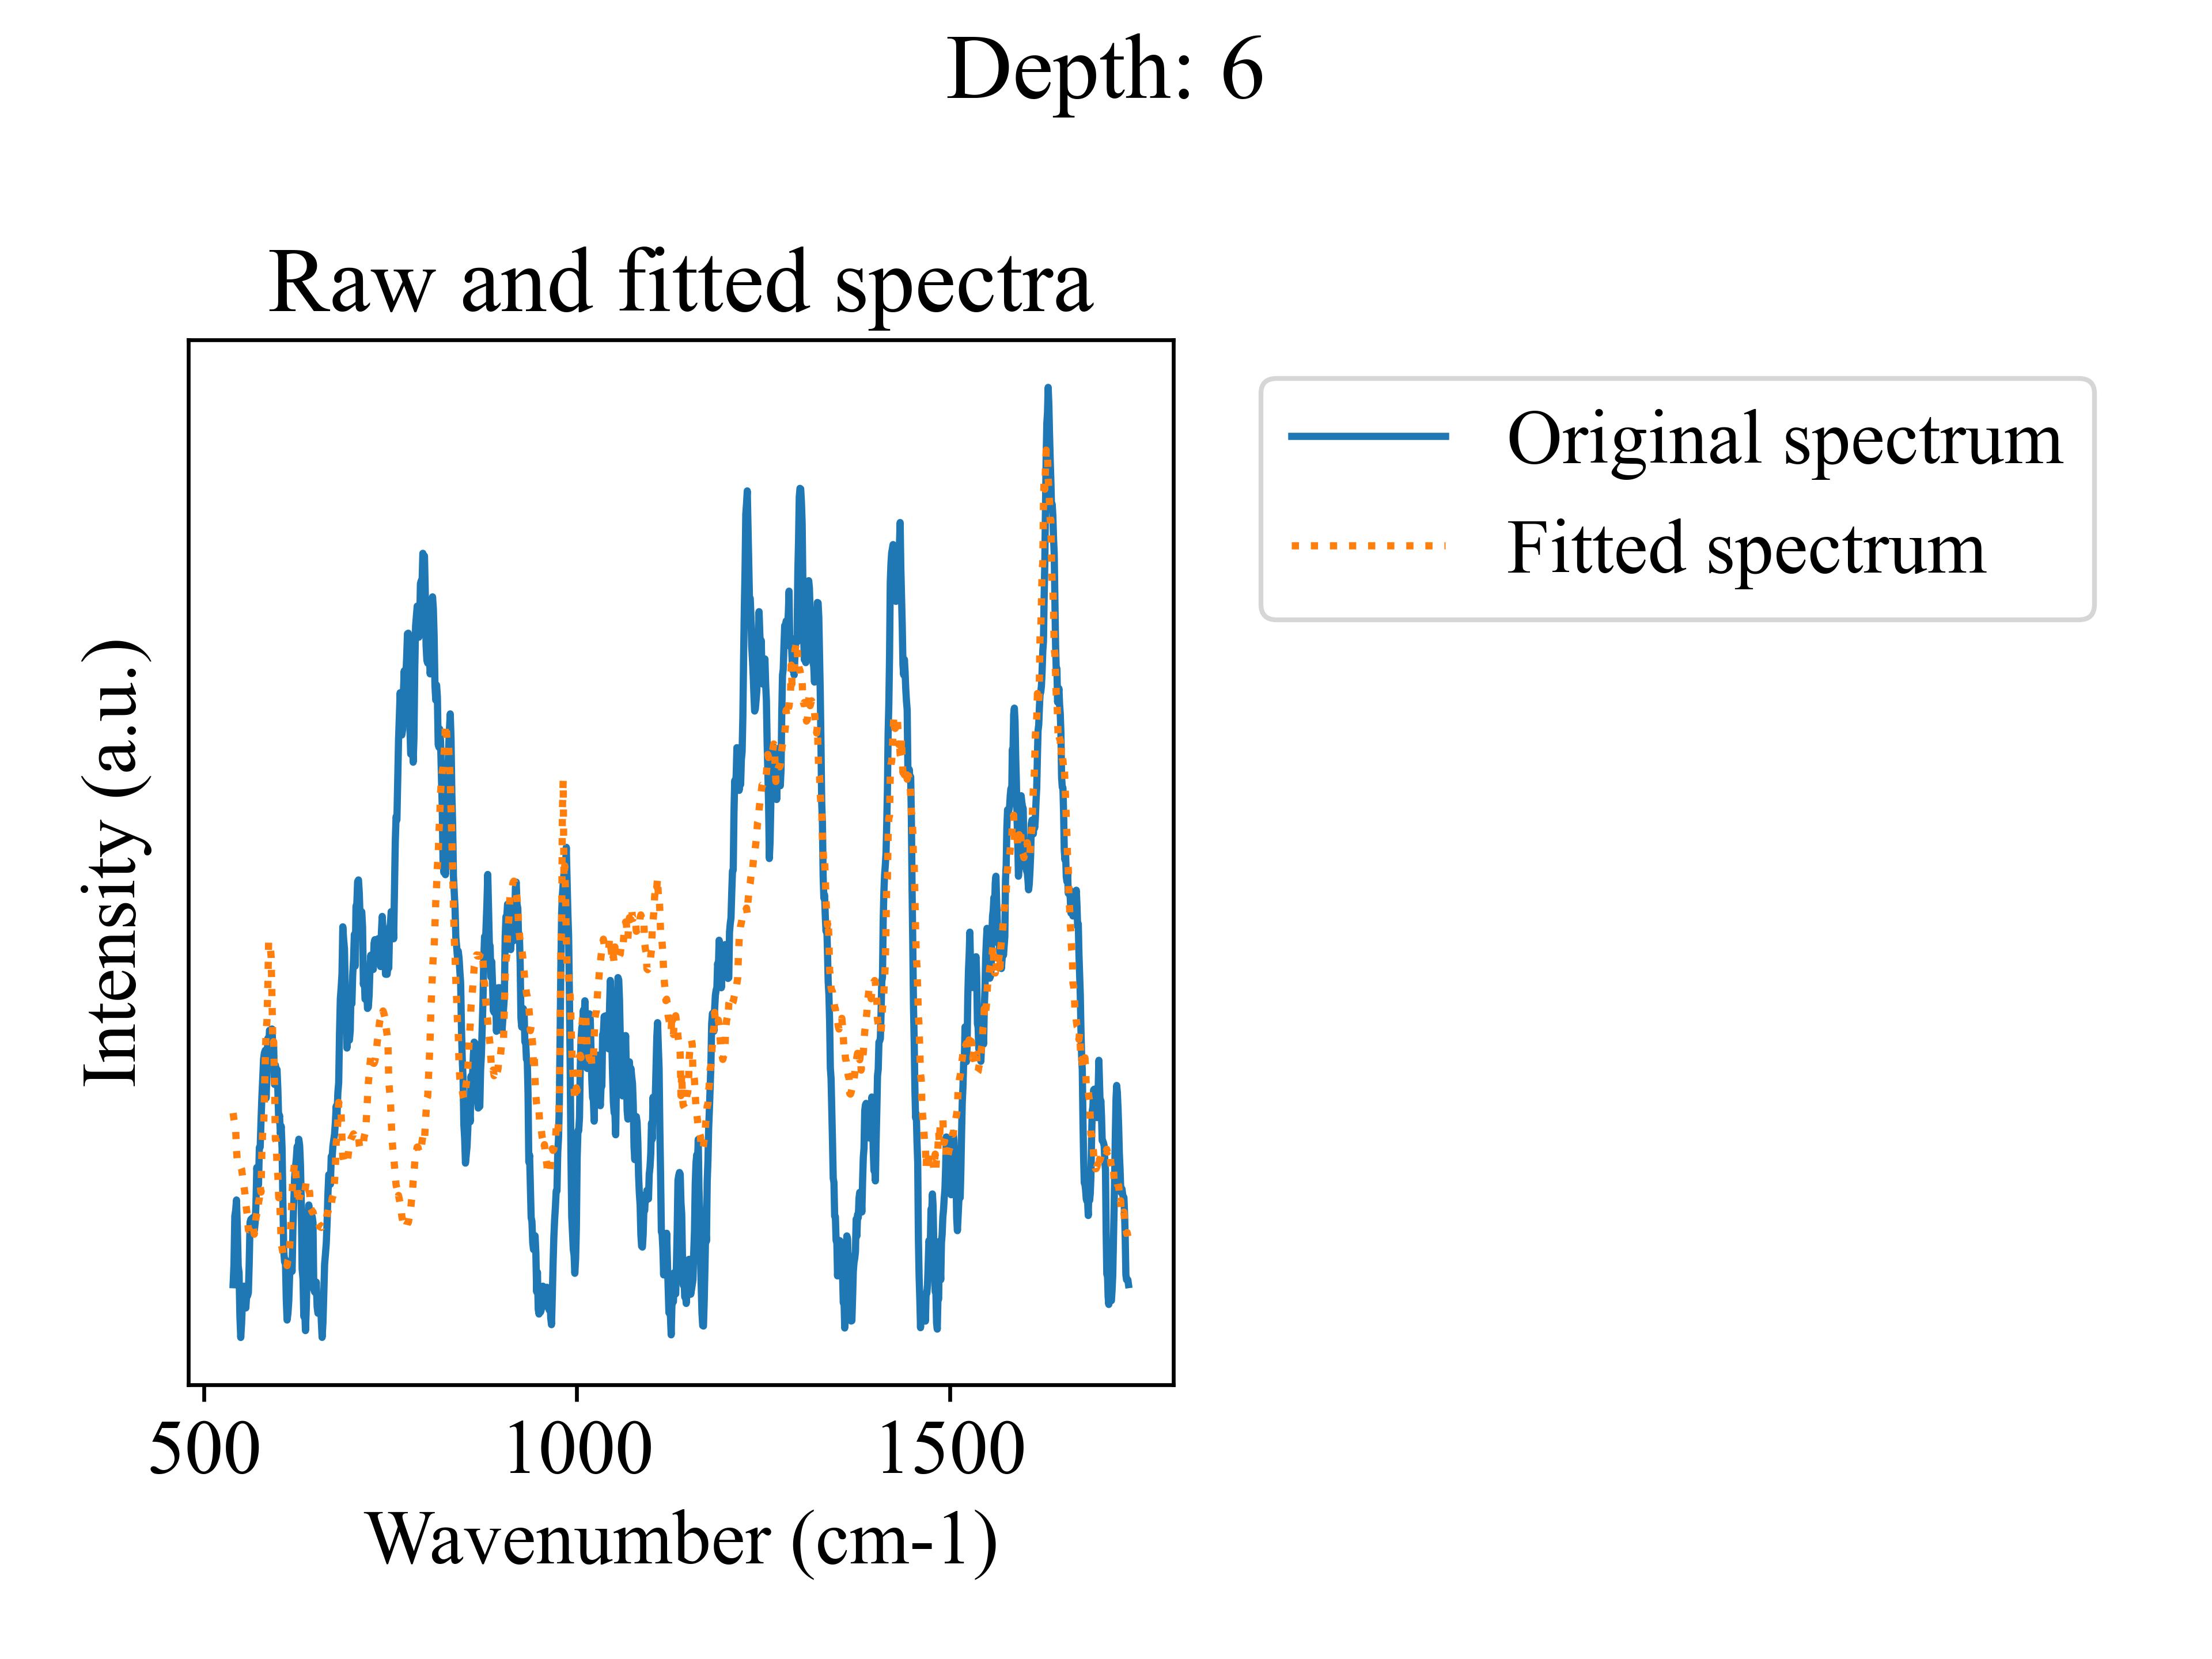 Depth: 6
Raw and fitted spectra
Original spectrum
Fitted spectrum
Intensity (a.u.)
500 1000 1500
Wavenumber (cm-1)